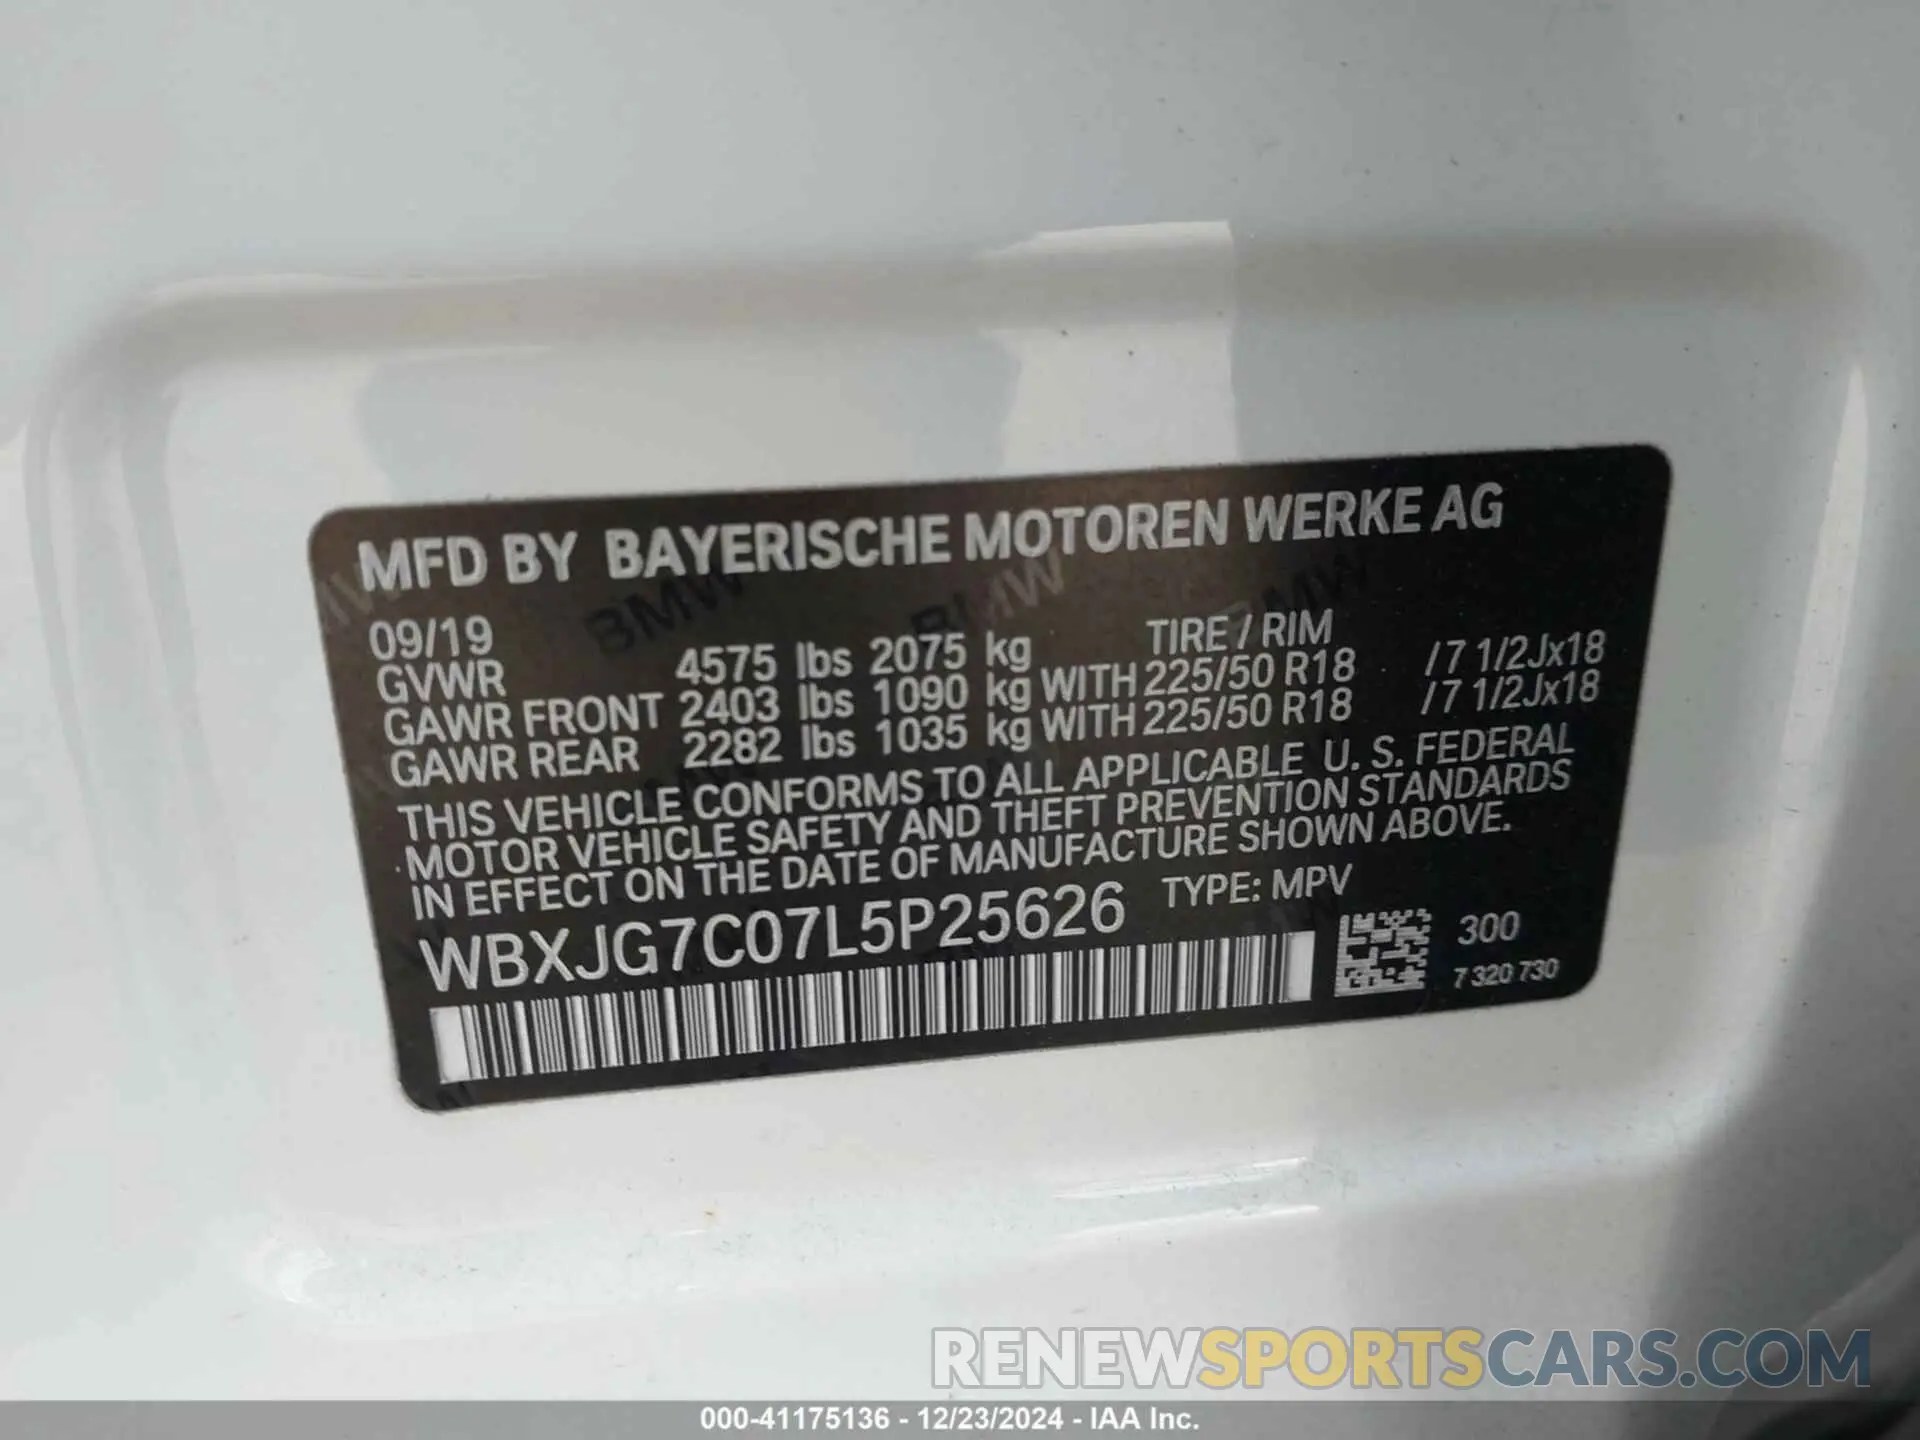 MFD BY BAYERISCHE MOTOREN WERKE AG
09/19 TIRE / RIM
GVWR 4575 lbs 2075 kg
GAWR FRONT 2403 lbs 1090 kg WITH 225/50 R18 /7 1/2Jx18
GAWR REAR 2282 lbs 1035 kg WITH 225/50 R18 /7 1/2Jx18
THIS VEHICLE CONFORMS TO ALL APPLICABLE U. S. FEDERAL
MOTOR VEHICLE SAFETY AND THEFT PREVENTION STANDARDS
IN EFFECT ON THE DATE OF MANUFACTURE SHOWN ABOVE.
WBXJG7C07L5P25626 TYPE: MPV
300
7 320 730
BMW BMW BMW
RENEWSPORTSCARS.COM
000-41175136 - 12/23/2024 - IAA Inc.